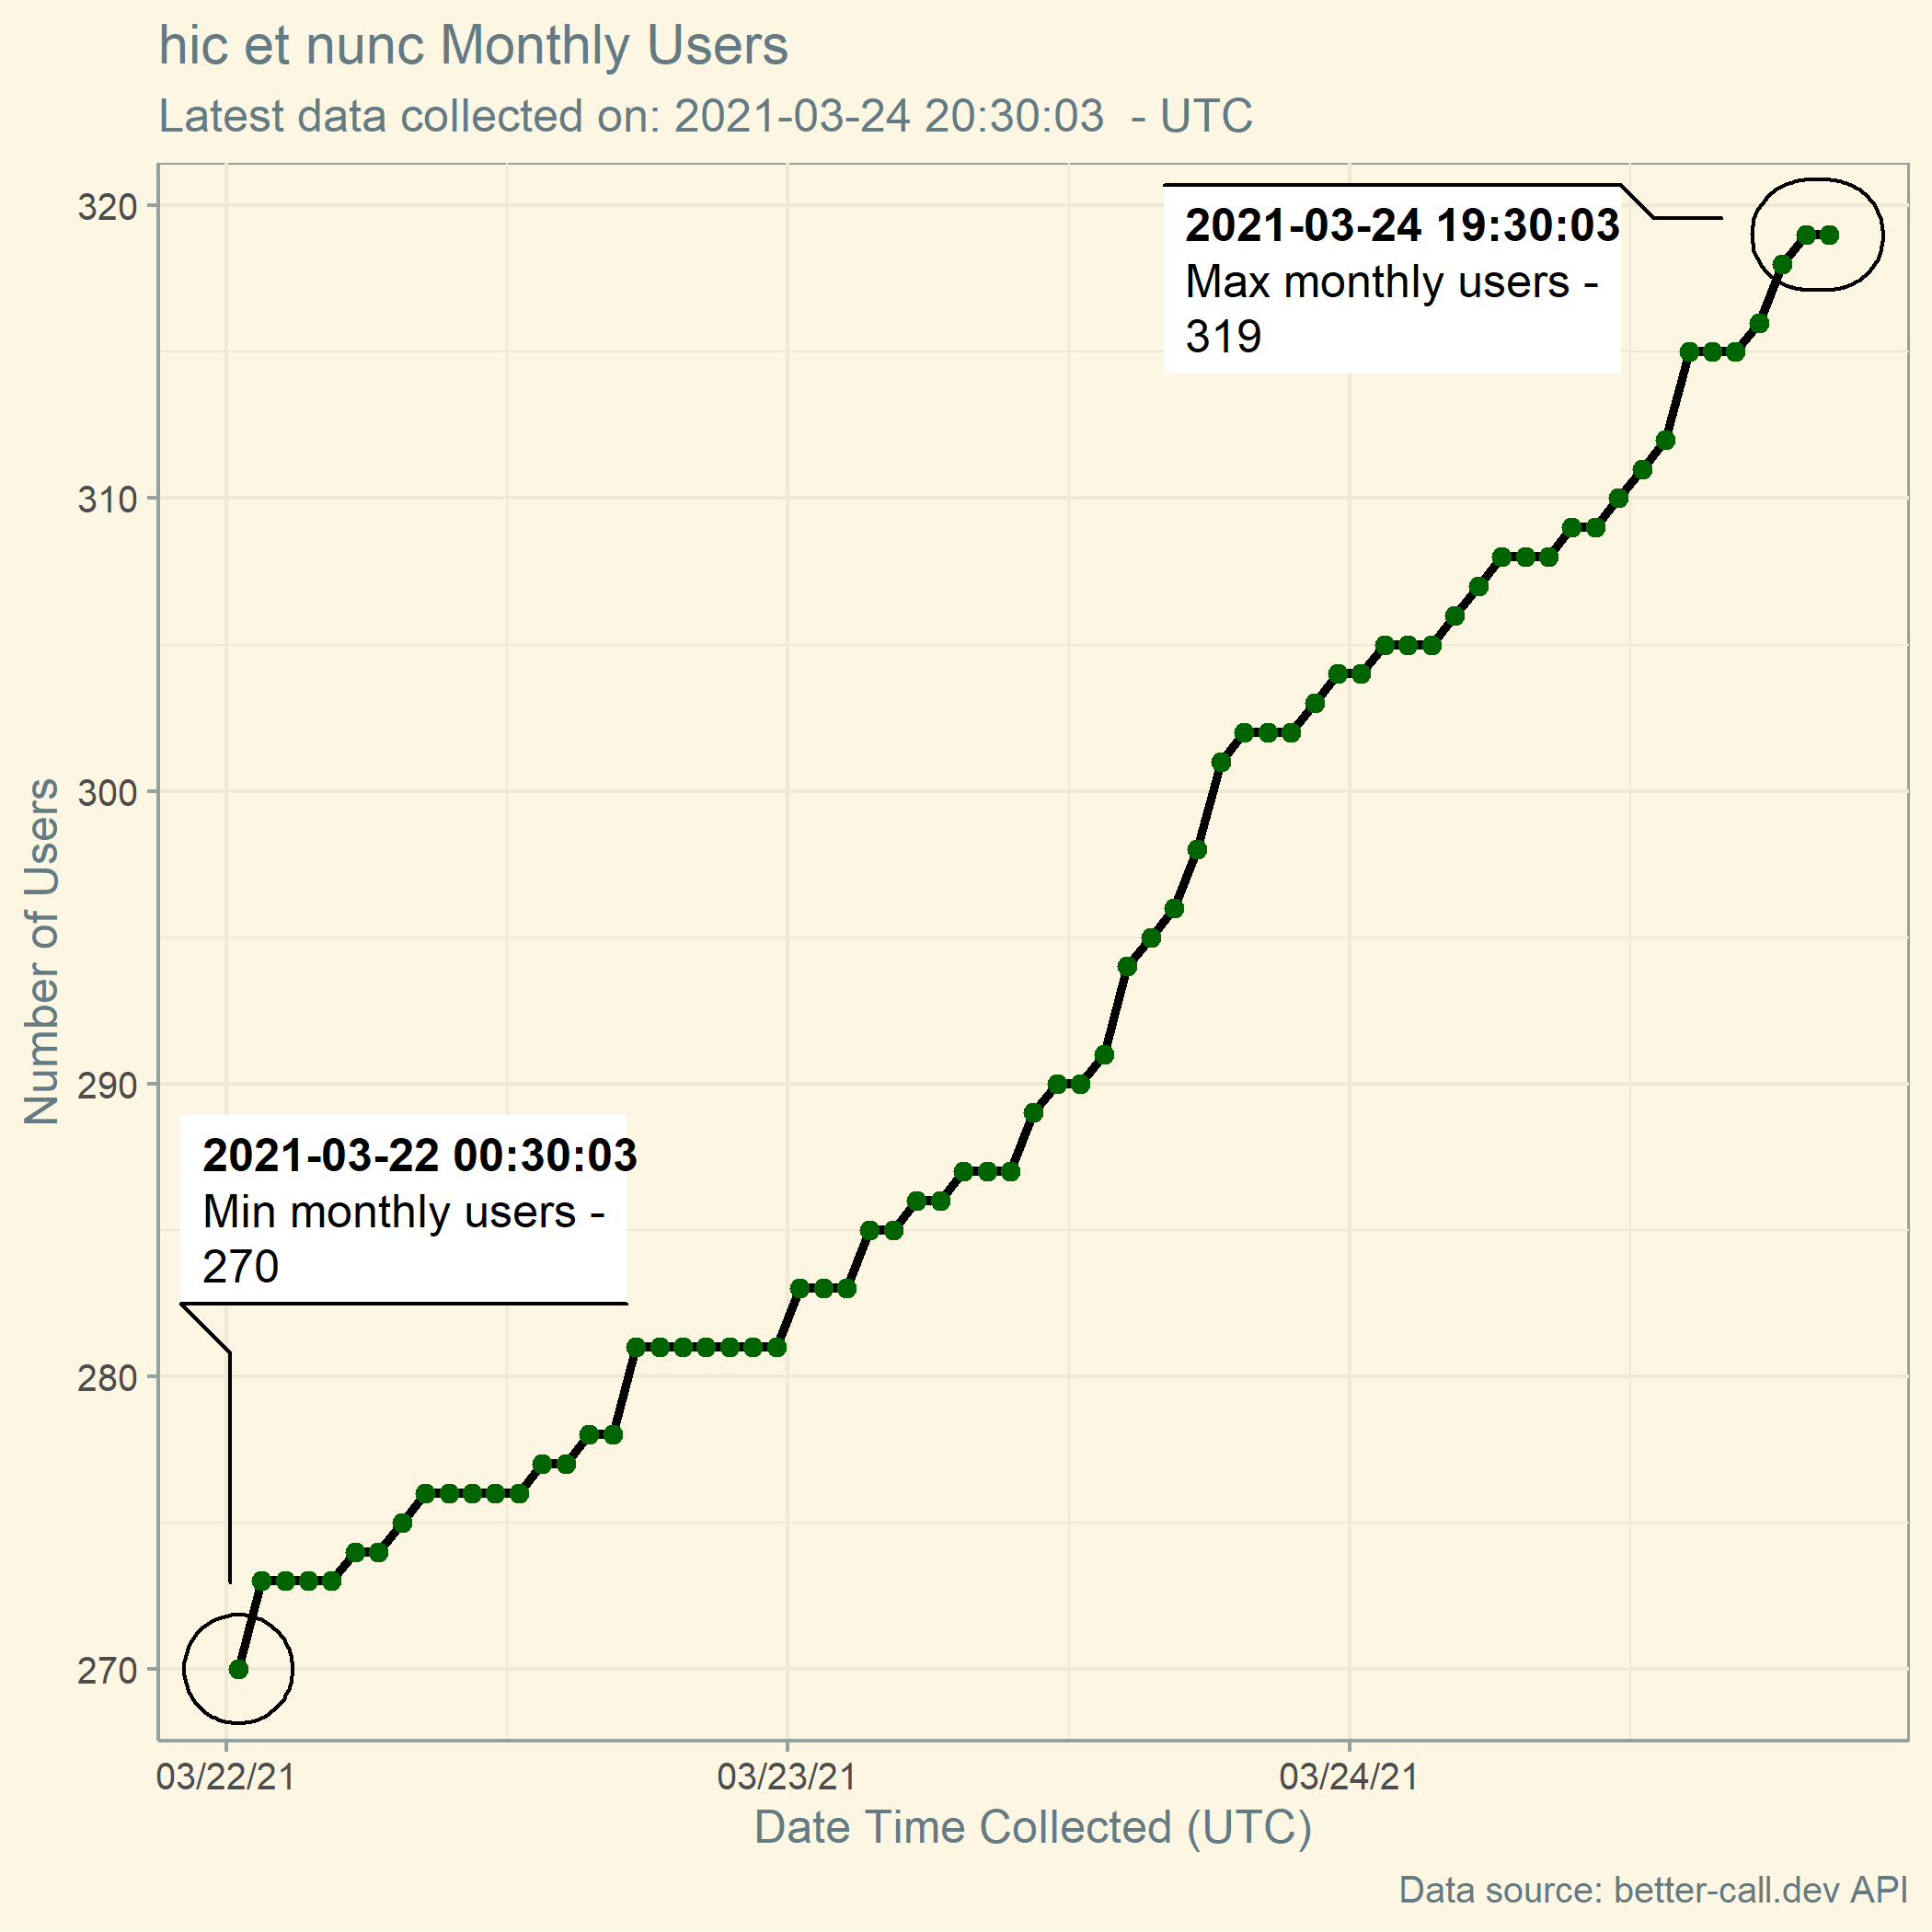 hic et nunc Monthly Users
Latest data collected on: 2021-03-24 20:30:03  - UTC
320
2021-03-24 19:30:03
Max monthly users -
319
310
300
Number of Users
290
2021-03-22 00:30:03
Min monthly users -
270
280
270
03/22/21
03/23/21
03/24/21
Date Time Collected (UTC)
Data source: better-call.dev API